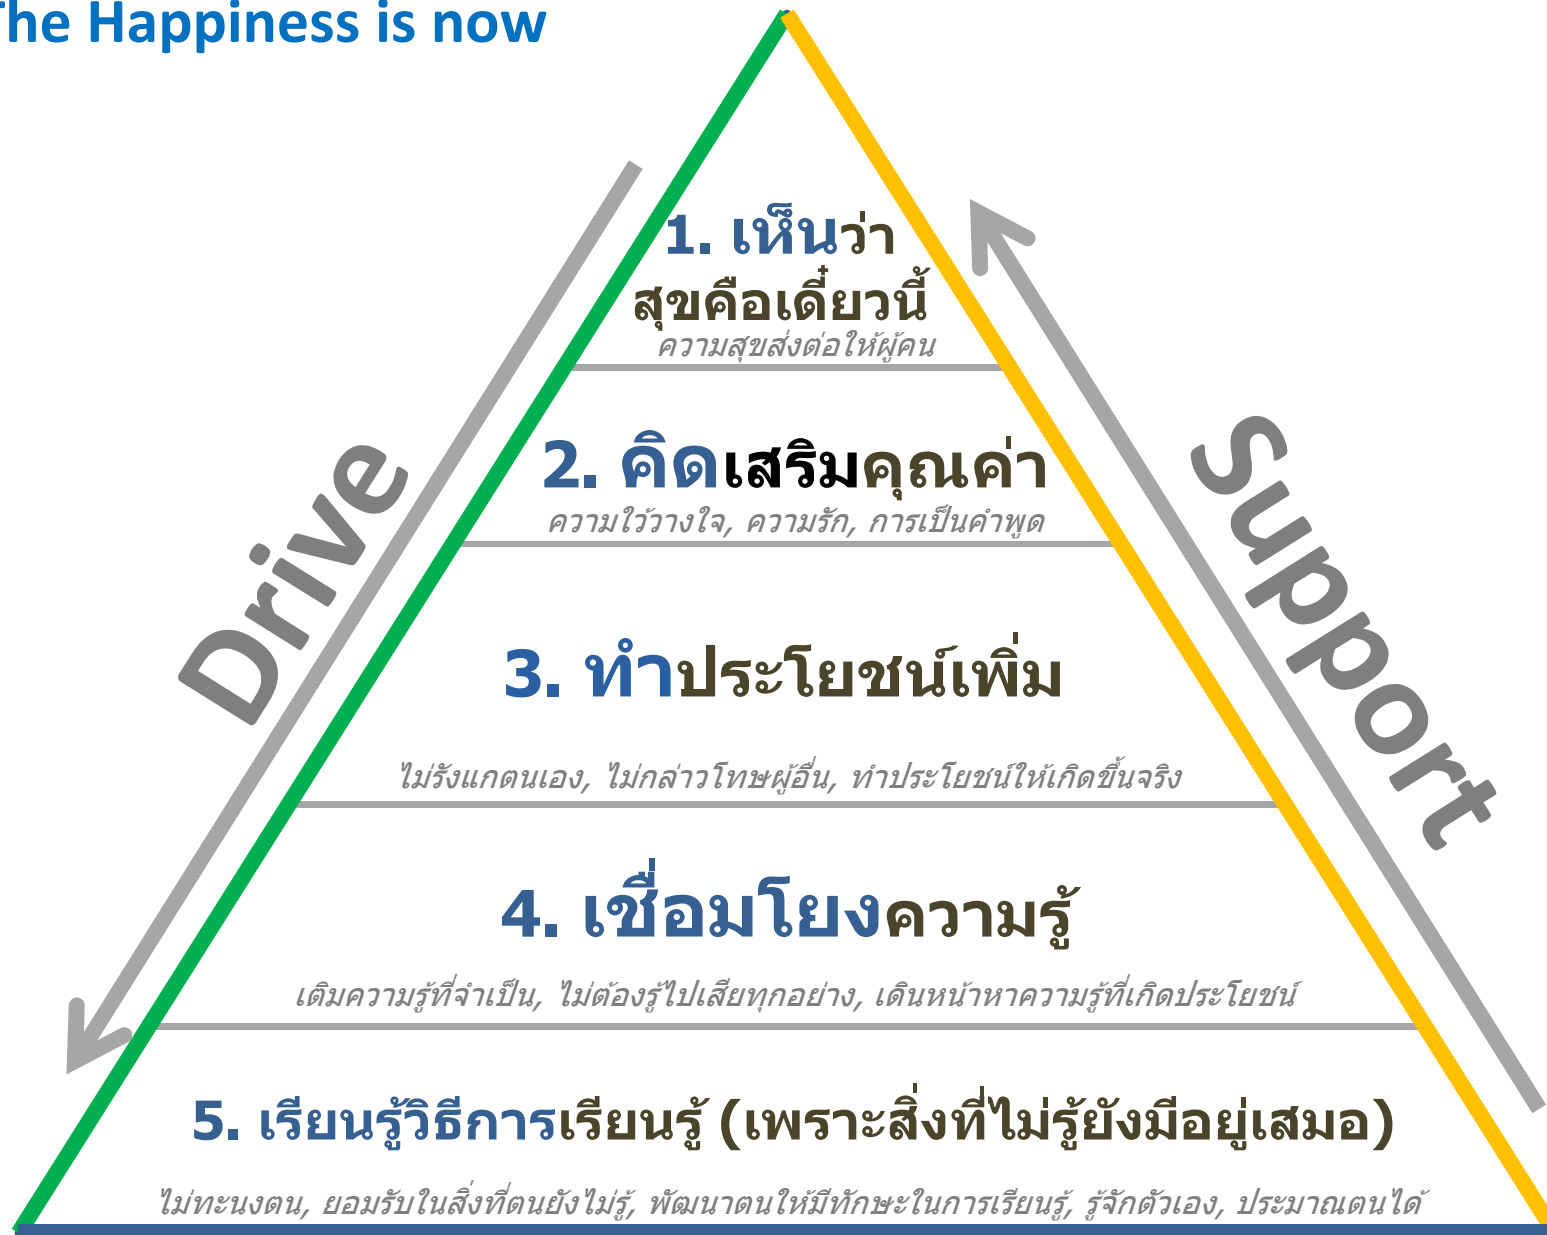 The Happiness is now
1. เห็นว่า
สุขคือเดี๋ยวนี้
ความสุขส่งต่อให้ผู้คน
2. คิดเสริมคุณค่า
ความใว้วางใจ, ความรัก, การเป็นคำพูด
Drive
Support
3. ทำประโยชน์เพิ่ม
ไม่รังแกตนเอง, ไม่กล่าวโทษผู้อื่น, ทำประโยชน์ให้เกิดขึ้นจริง
4. เชื่อมโยงความรู้
เติมความรู้ที่จำเป็น, ไม่ต้องรู้ไปเสียทุกอย่าง, เดินหน้าหาความรู้ที่เกิดประโยชน์
5. เรียนรู้วิธีการเรียนรู้ (เพราะสิ่งที่ไม่รู้ยังมีอยู่เสมอ)
ไม่ทะนงตน, ยอมรับในสิ่งที่ตนยังไม่รู้, พัฒนาตนให้มีทักษะในการเรียนรู้, รู้จักตัวเอง, ประมาณตนได้